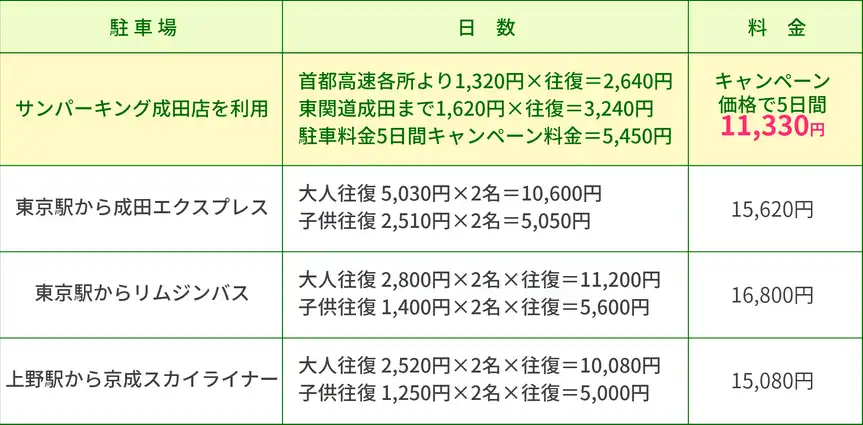 駐車場
日 数
料 金
サンパーキング成田店を利用
首都高速各所より1,320円×往復＝2,640円
東関道成田まで1,620円×往復＝3,240円
駐車料金5日間キャンペーン料金＝5,450円
キャンペーン
価格で5日間
11,330円
東京駅から成田エクスプレス
大人往復 5,030円×2名＝10,600円
子供往復 2,510円×2名＝5,050円
15,620円
東京駅からリムジンバス
大人往復 2,800円×2名×往復＝11,200円
子供往復 1,400円×2名×往復＝5,600円
16,800円
上野駅から京成スカイライナー
大人往復 2,520円×2名×往復＝10,080円
子供往復 1,250円×2名×往復＝5,000円
15,080円